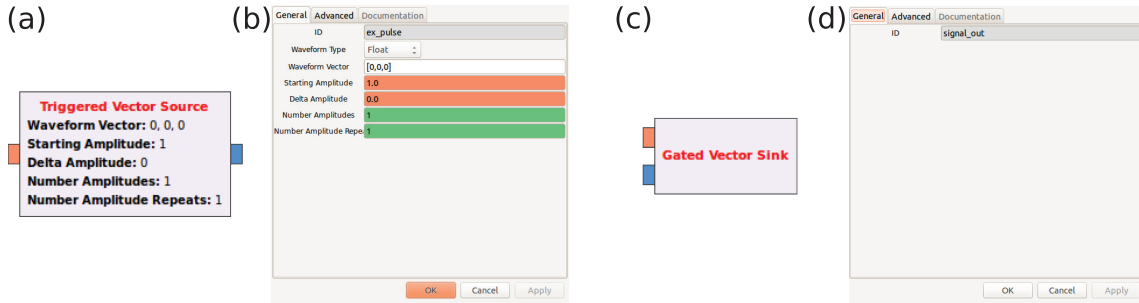 (a)
Triggered Vector Source
Waveform Vector: 0, 0, 0
Starting Amplitude: 1
Delta Amplitude: 0
Number Amplitudes: 1
Number Amplitude Repeats: 1
(b)
General Advanced Documentation
ID ex_pulse
Waveform Type Float
Waveform Vector [0,0,0]
Starting Amplitude 1.0
Delta Amplitude 0.0
Number Amplitudes 1
Number Amplitude Repe 1
OK Cancel Apply
(c)
Gated Vector Sink
(d)
General Advanced Documentation
ID signal_out
OK Cancel Apply